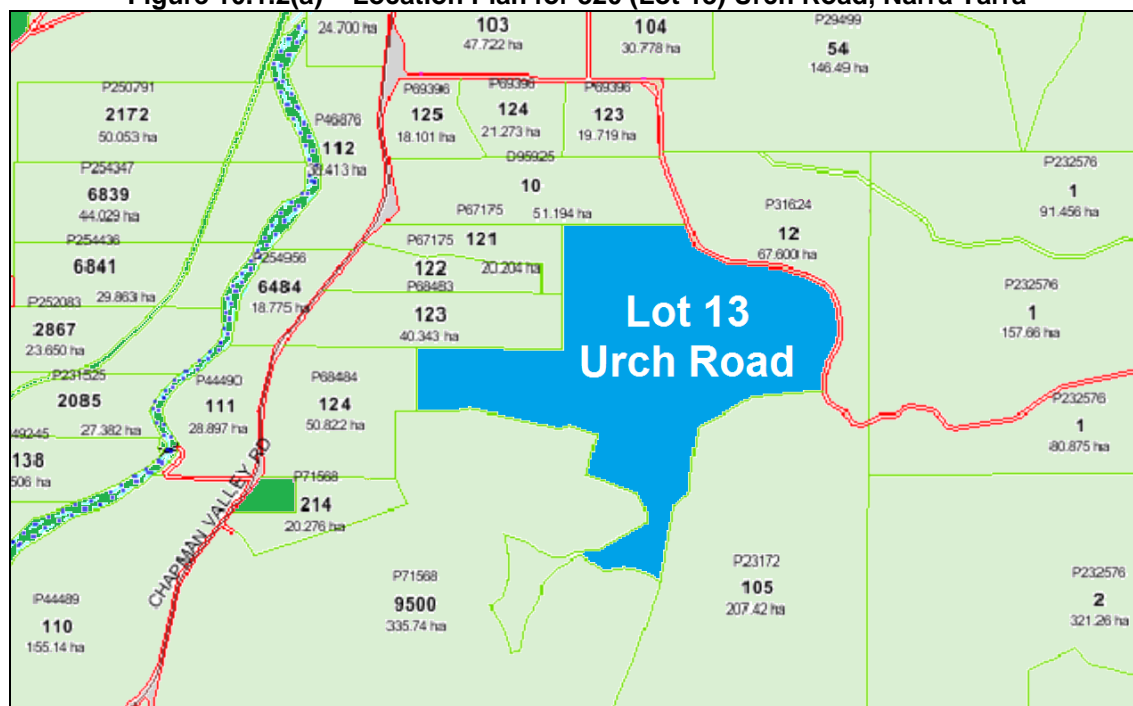 24.700 ha
103
47.722 ha
104
30.778 ha
P29499
54
146.49 ha
P250791
2172
50.053 ha
P46876
112
P69396
125
18.101 ha
P69396
124
21.273 ha
P69396
123
19.719 ha
P254347
6839
44.029 ha
D95925
10
51.194 ha
P232576
1
91.456 ha
P31624
12
67.600 ha
P254436
6841
29.863 ha
P254956
6484
18.775 ha
P67175
P67175 121
122
20.204 ha
P68483
123
40.343 ha
Lot 13
Urch Road
P232576
1
157.66 ha
P252083
2867
23.650 ha
P231525
2085
27.382 ha
P44490
111
28.897 ha
P68484
124
50.822 ha
P232576
1
80.875 ha
49245
138
506 ha
CHAPMAN VALLEY RD
P71568
214
20.276 ha
P44489
110
155.14 ha
P71568
9500
335.74 ha
P23172
105
207.42 ha
P232576
2
321.26 ha